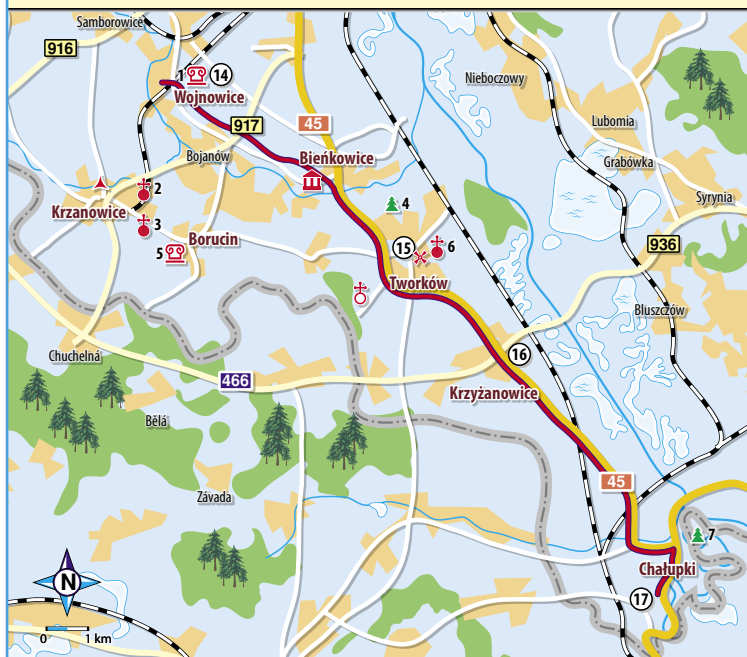 Samborowice
916
1
14
Wojnowice
Nieboczowy
917
45
Lubomia
Bojanów
Bieńkowice
Grabówka
2
Krzanowice
4
Syrynia
3
Borucin
5
15
6
936
Tworków
Bluszczów
Chuchelná
16
466
Krzyżanowice
Bělá
45
Závada
7
Chałupki
N
17
0 1 km